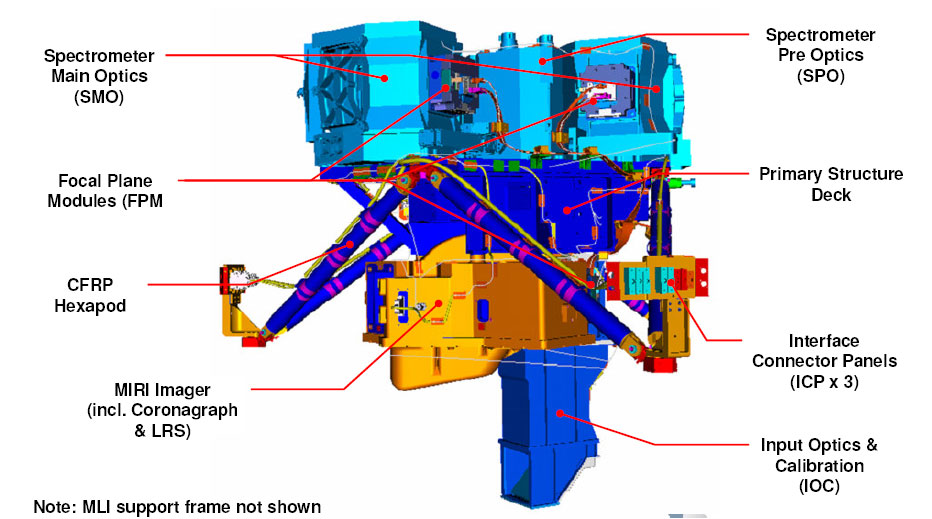 Spectrometer
Main Optics
(SMO)
Spectrometer
Pre Optics
(SPO)
Focal Plane
Modules (FPM
Primary Structure
Deck
CFRP
Hexapod
Interface
Connector Panels
(ICP x 3)
MIRI Imager
(incl. Coronagraph
& LRS)
Input Optics &
Calibration
(IOC)
Note: MLI support frame not shown